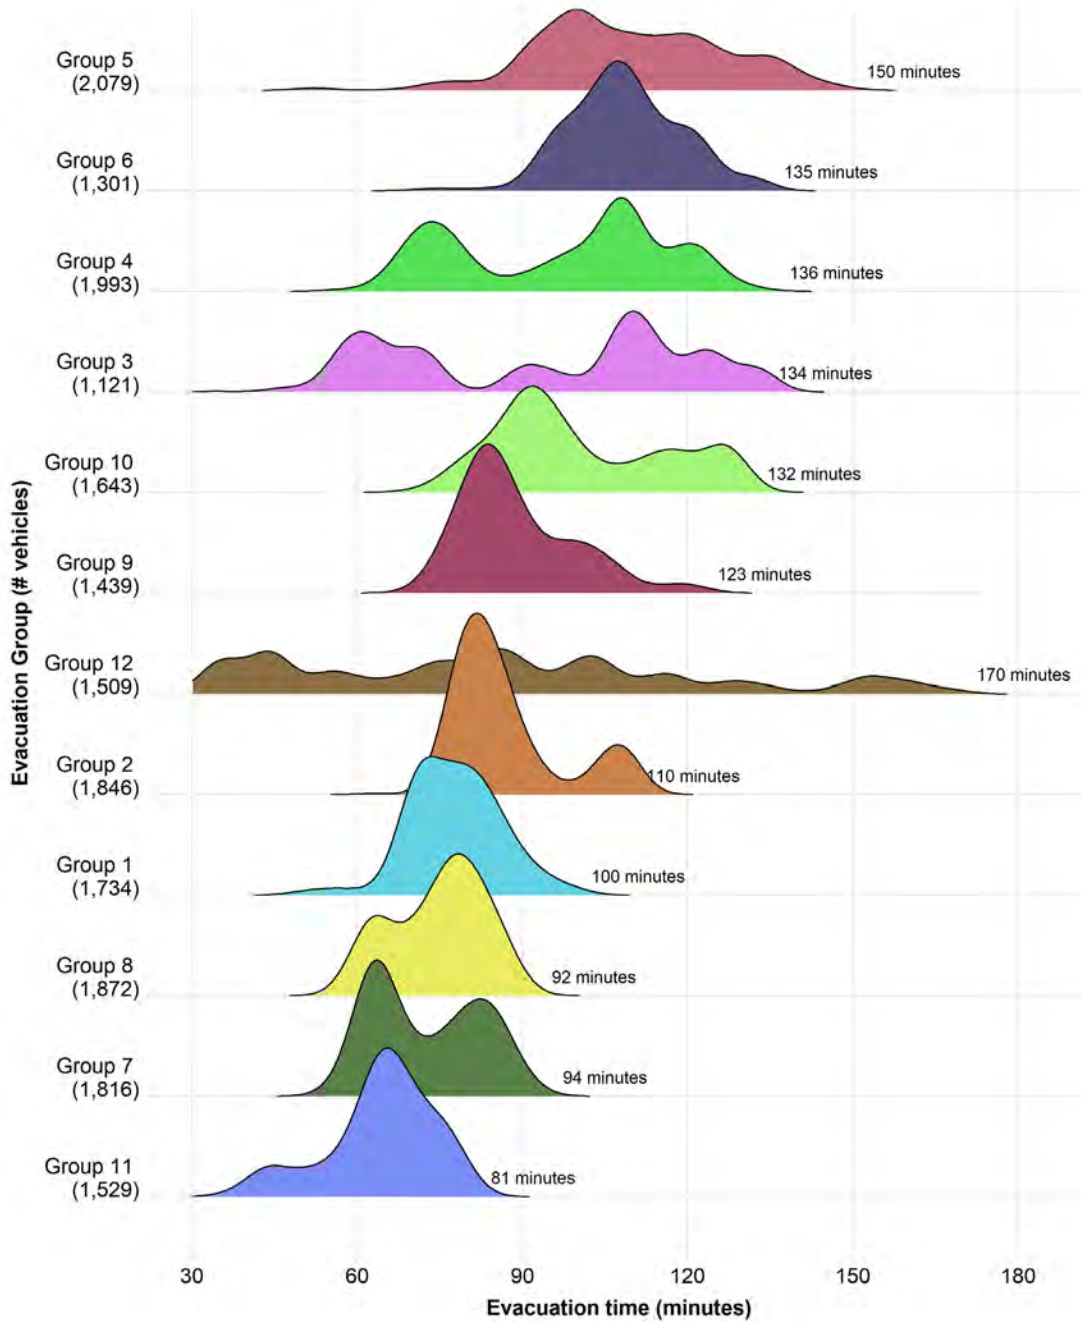 Group 5
(2,079)
150 minutes
Group 6
(1,301)
135 minutes
Group 4
(1,993)
136 minutes
Group 3
(1,121)
134 minutes
Group 10
(1,643)
132 minutes
Group 9
(1,439)
123 minutes
Group 12
(1,509)
170 minutes
Group 2
(1,846)
110 minutes
Group 1
(1,734)
100 minutes
Group 8
(1,872)
92 minutes
Group 7
(1,816)
94 minutes
Group 11
(1,529)
81 minutes
Evacuation Group (# vehicles)
30 60 90 120 150 180
Evacuation time (minutes)